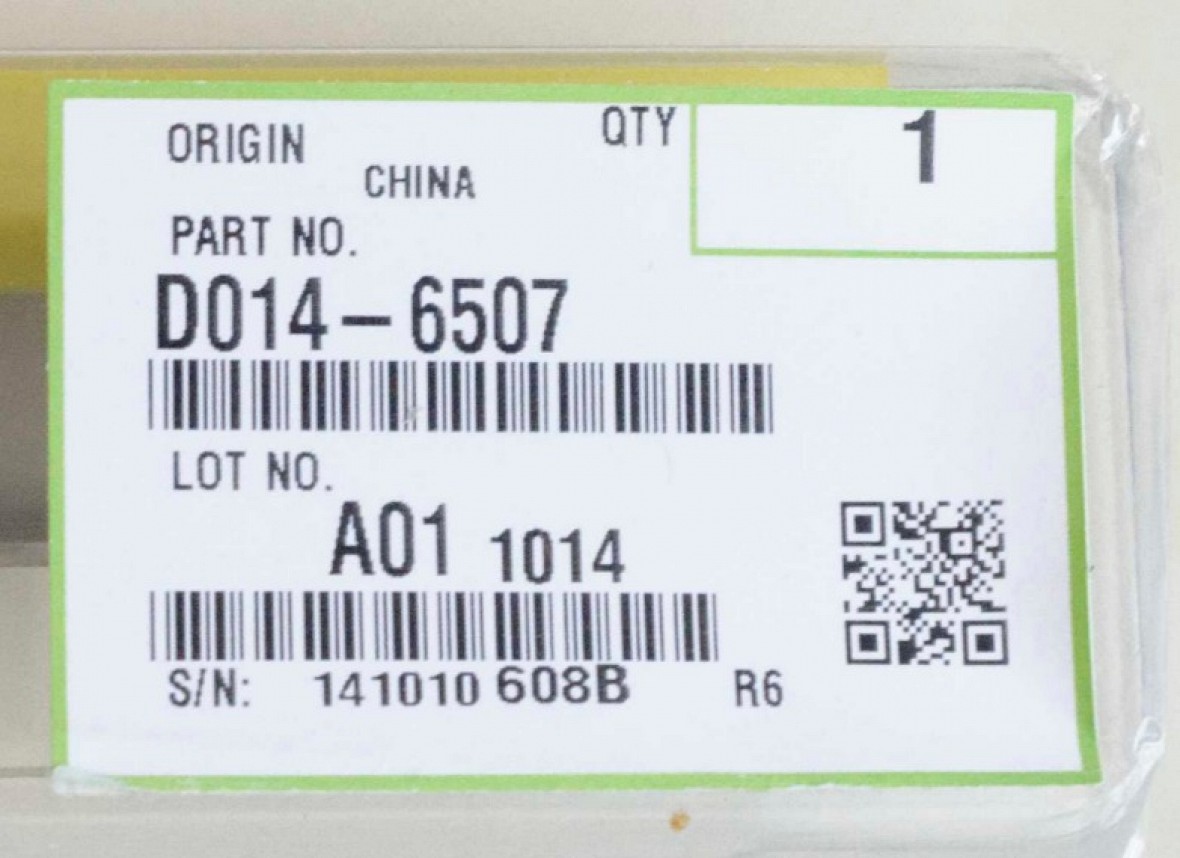 ORIGIN
QTY
1
CHINA
PART NO.
D014-6507
LOT NO.
A01 1014
S/N: 141010 608B R6